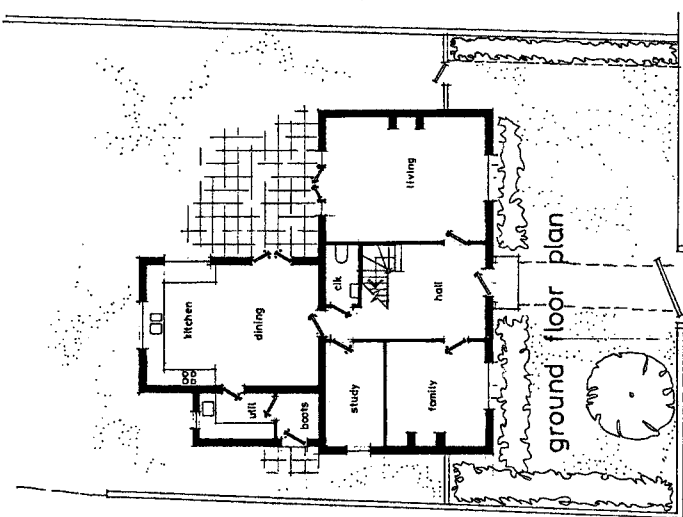 kitchen
dining
util
boots
study
family
clk
hall
living
ground floor plan